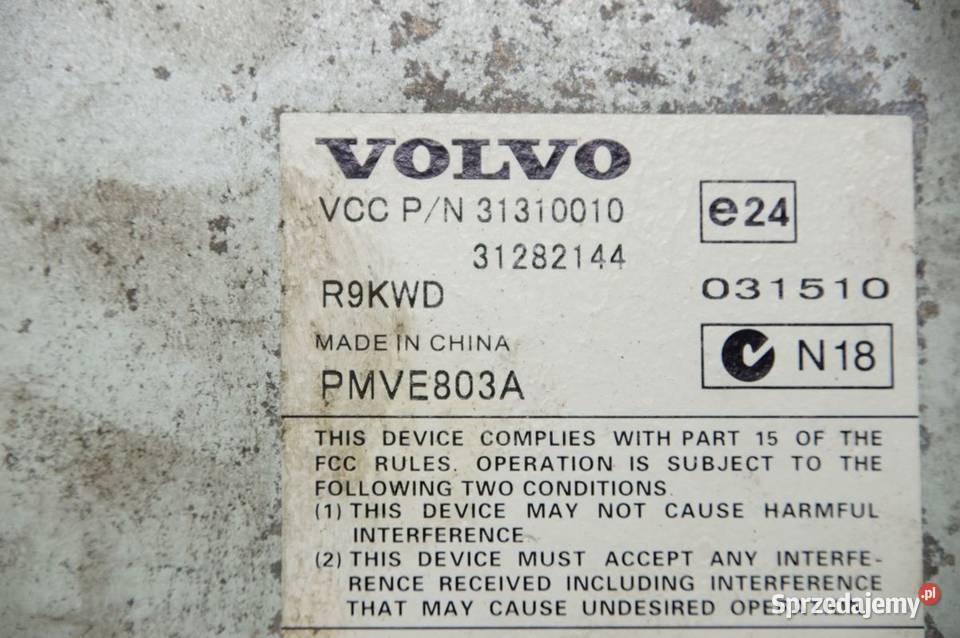 VOLVO
VCC P/N 31310010
31282144
e24
R9KWD
031510
MADE IN CHINA
N18
PMVE803A
THIS DEVICE COMPLIES WITH PART 15 OF THE
FCC RULES. OPERATION IS SUBJECT TO THE
FOLLOWING TWO CONDITIONS.
(1) THIS DEVICE MAY NOT CAUSE HARMFUL
INTERFERENCE
(2) THIS DEVICE MUST ACCEPT ANY INTERFE-
RENCE RECEIVED INCLUDING INTERFERENCE
THAT MAY CAUSE UNDESIRED
Sprzedajemy.pl